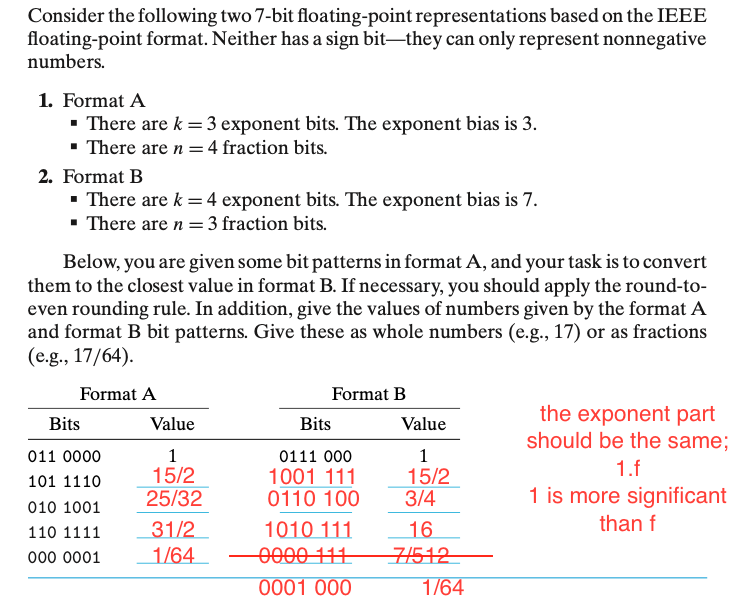 Consider the following two 7-bit floating-point representations based on the IEEE
floating-point format. Neither has a sign bit—they can only represent nonnegative
numbers.
1. Format A
▪ There are k = 3 exponent bits. The exponent bias is 3.
▪ There are n = 4 fraction bits.
2. Format B
▪ There are k = 4 exponent bits. The exponent bias is 7.
▪ There are n = 3 fraction bits.
Below, you are given some bit patterns in format A, and your task is to convert
them to the closest value in format B. If necessary, you should apply the round-to-
even rounding rule. In addition, give the values of numbers given by the format A
and format B bit patterns. Give these as whole numbers (e.g., 17) or as fractions
(e.g., 17/64).
Format A Format B
Bits Value Bits Value
011 0000 1 0111 000 1
101 1110 15/2 1001 111 15/2
010 1001 25/32 0110 100 3/4
110 1111 31/2 1010 111 16
000 0001 1/64 0000 111 7/512
0001 000 1/64
the exponent part
should be the same;
1.f
1 is more significant
than f